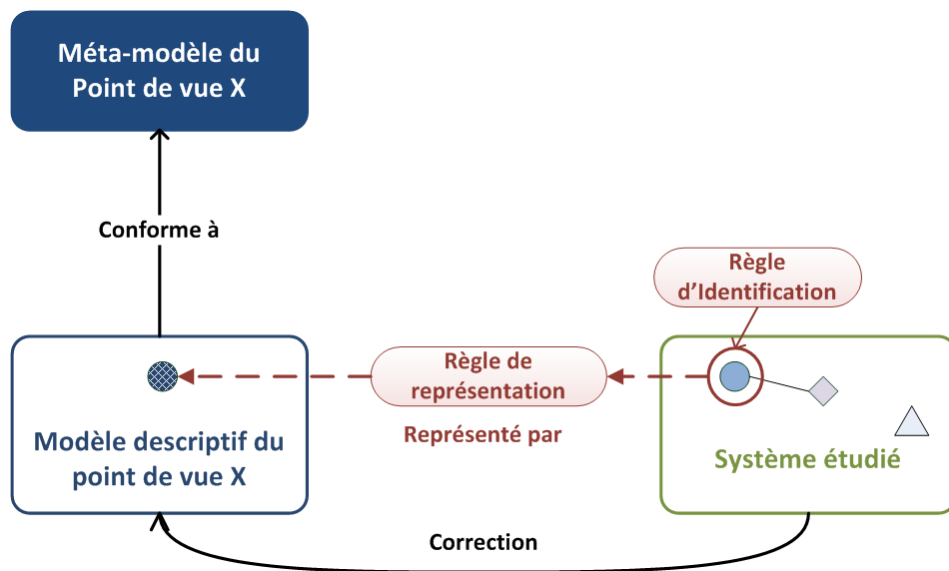 Méta-modèle du
Point de vue X
Conforme à
Règle
d'Identification
Règle de
représentation
Représenté par
Modèle descriptif du
point de vue X
Système étudié
Correction